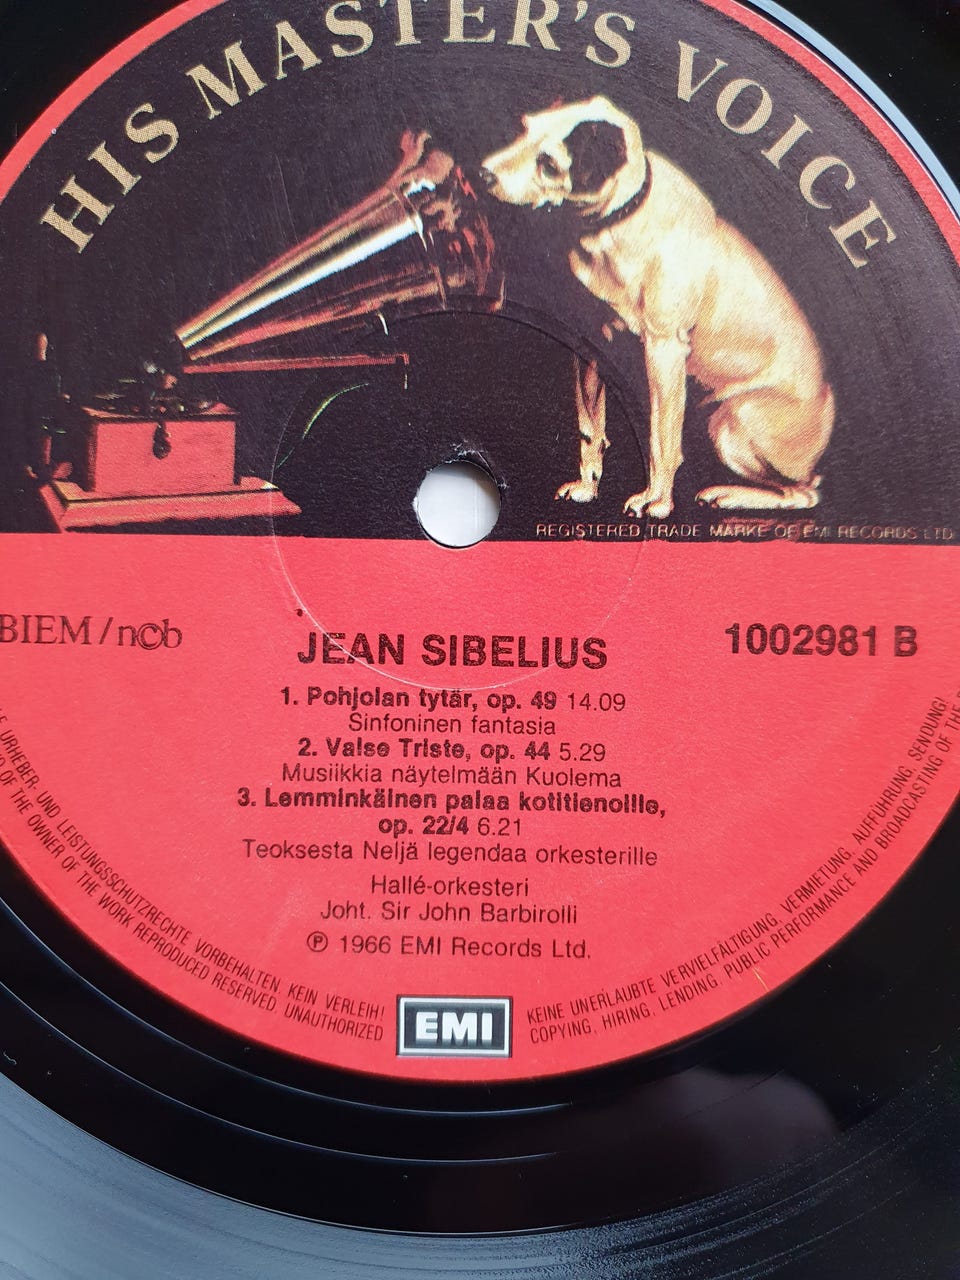 HIS MASTER'S VOICE
REGISTERED TRADE MARKE OF EMI RECORDS LTD
BIEM/ncb
JEAN SIBELIUS
1002981 B
1. Pohjolan tytär, op. 49 14.09
Sinfoninen fantasia
2. Valse Triste, op. 44 5.29
Musiikkia näytelmään Kuolema
3. Lemminkäinen palaa kotitienoille,
op. 22/4 6.21
Teoksesta Neljä legendaa orkesterille
Hallé-orkesteri
Joht. Sir John Barbirolli
℗ 1966 EMI Records Ltd.
URHEBER- UND LEISTUNGSSCHUTZRECHTE VORBEHALTEN. KEIN VERLEIH!
OF THE OWNER OF THE WORK REPRODUCED RESERVED. UNAUTHORIZED
EMI
KEINE UNERLAUBTE VERVIELFÄLTIGUNG, VERMIETUNG, AUFFÜHRUNG, SENDUNG!
COPYING, HIRING, LENDING, PUBLIC PERFORMANCE AND BROADCASTING OF THE